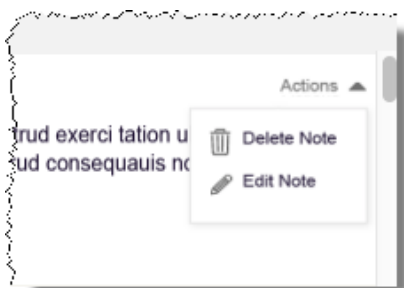 Actions
trud exerci tation u
Delete Note
ud consequauis no
Edit Note